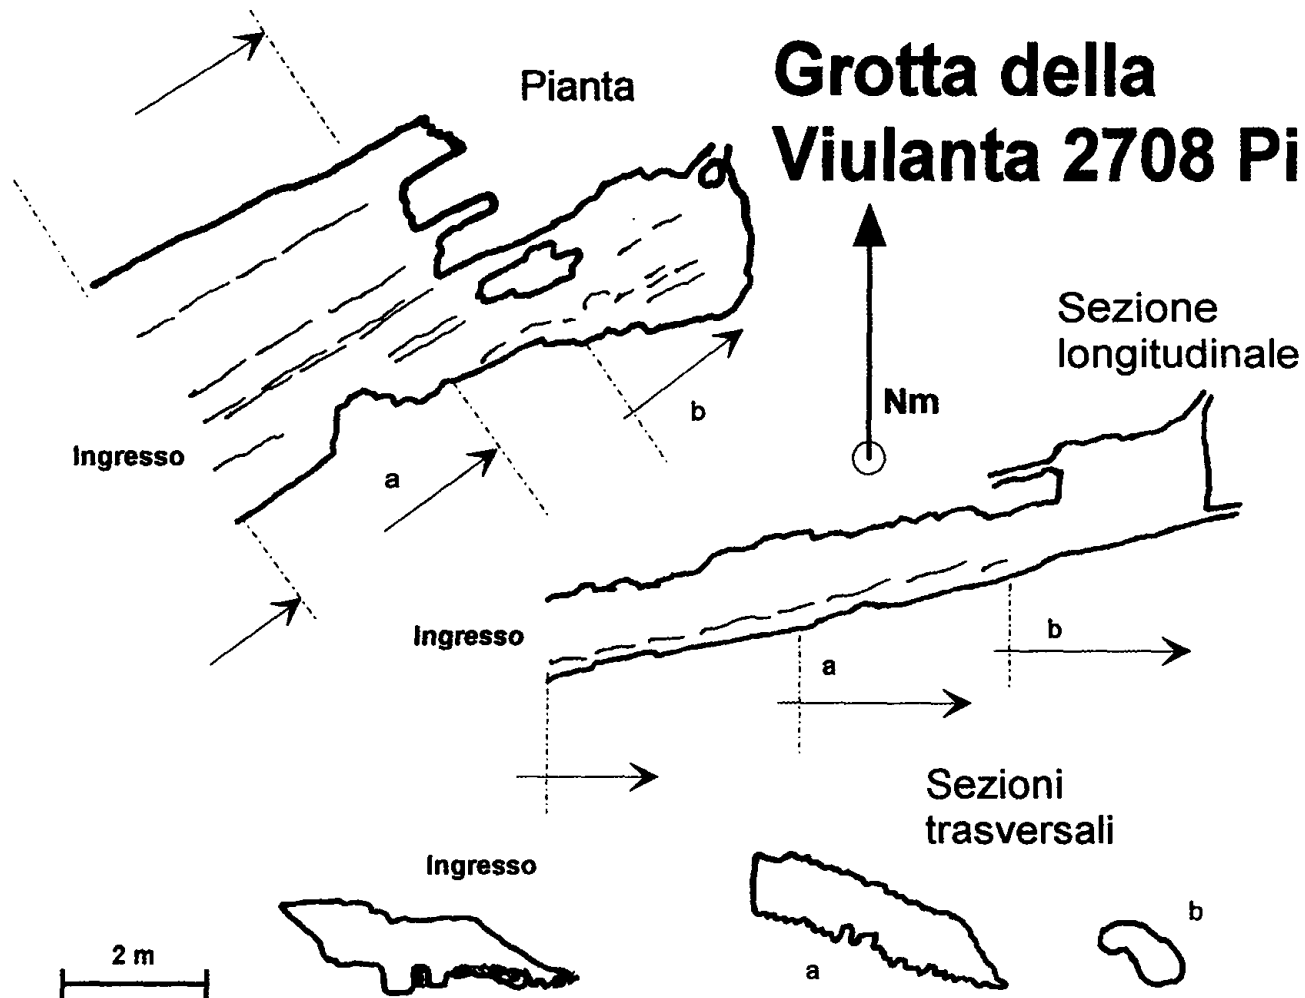 Grotta della
Viulanta 2708 Pi
Pianta
Sezione
longitudinale
Nm
b
Ingresso
a
Ingresso
b
a
Sezioni
trasversali
Ingresso
b
2 m
a